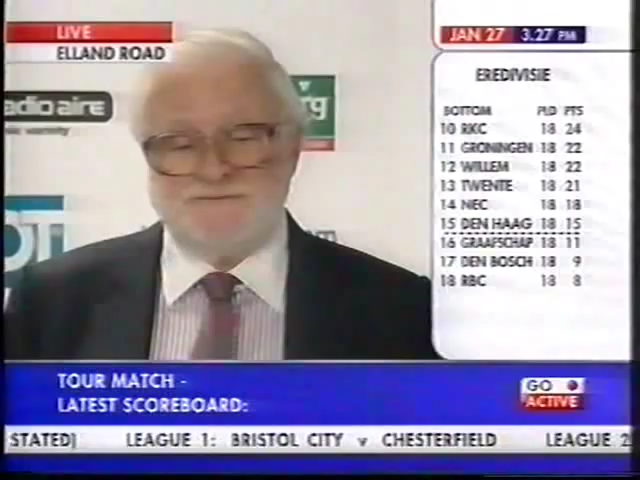 LIVE
ELLAND ROAD
JAN 27 3.27 PM
adio aire
EREDIVISIE
BOTTOM PLD PTS
10 RKC 18 24
11 GRONINGEN 18 22
12 WILLEM 18 22
13 TWENTE 18 21
14 NEC 18 18
15 DEN HAAG 18 15
16 GRAAFSCHAP 18 11
17 DEN BOSCH 18 9
18 RBC 18 8
TOUR MATCH -
LATEST SCOREBOARD:
GO
ACTIVE
STATED] LEAGUE 1: BRISTOL CITY v CHESTERFIELD LEAGUE 2